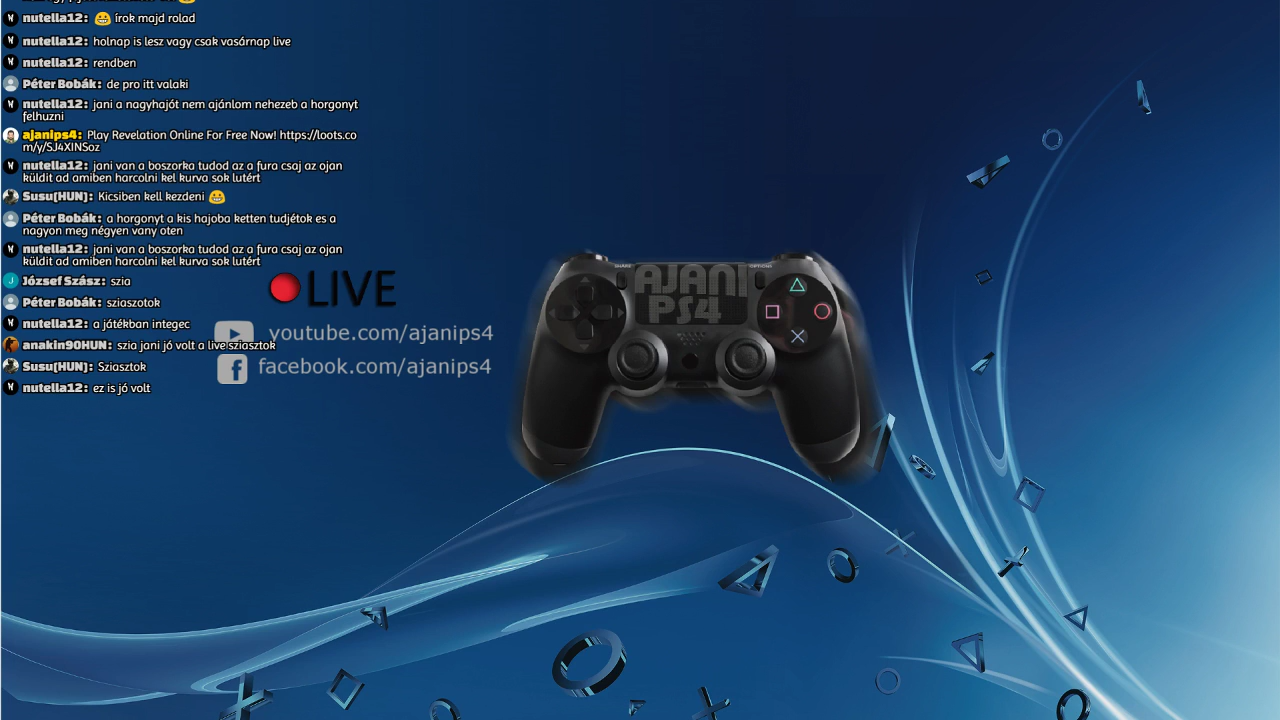 nutella12: írok majd rolad
nutella12: holnap is lesz vagy csak vasárnap live
nutella12: rendben
Péter Bobák: de pro itt valaki
nutella12: jani a nagyhajót nem ajánlom nehezeb a horgonyt
felhuzni
ajanips4: Play Revelation Online For Free Now! https://loots.co
m/y/SJ4XINSoz
nutella12: jani van a boszorka tudod az a fura csaj az ojan
küldit ad amiben harcolni kel kurva sok lutért
Susu[HUN]: Kicsiben kell kezdeni
Péter Bobák: a horgonyt a kis hajoba ketten tudjétok es a
nagyon meg négyen vany oten
nutella12: jani van a boszorka tudod az a fura csaj az ojan
küldit ad amiben harcolni kel kurva sok lutért
József Szász: szia
Péter Bobák: sziaszotok
nutella12: a játékban integec
anakin90HUN: szia jani jó volt a live sziasztok
Susu[HUN]: Sziasztok
nutella12: ez is jó volt
LIVE
youtube.com/ajanips4
facebook.com/ajanips4
SHARE
OPTIONS
AJANI
PS4